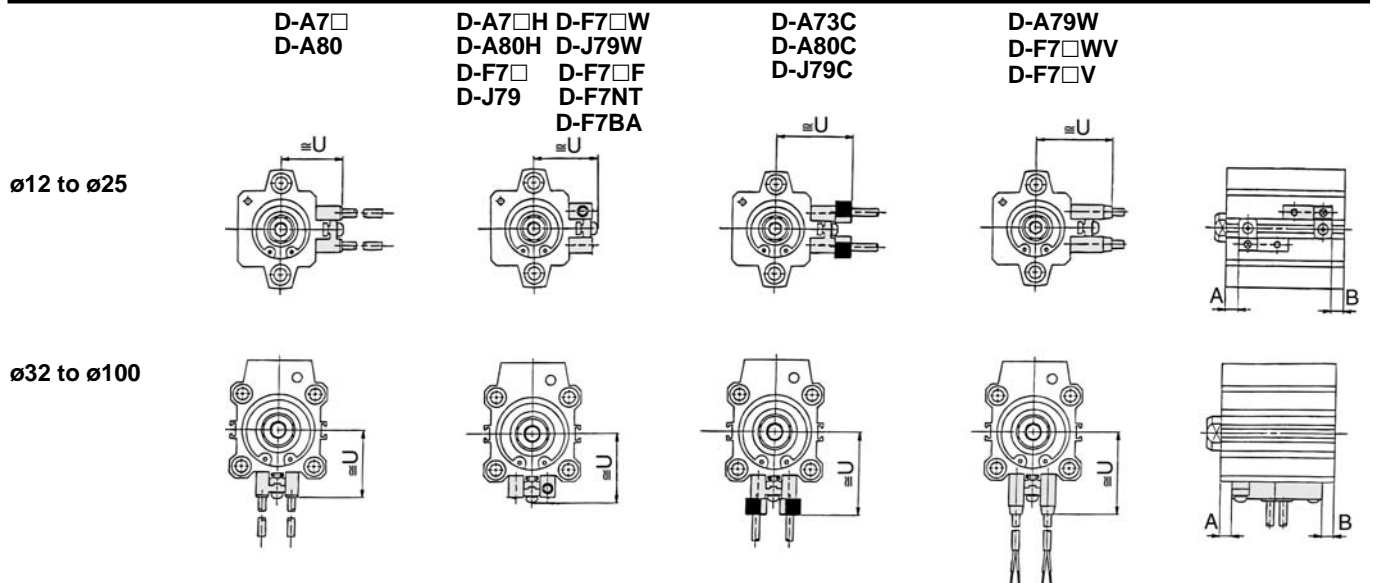 D-A7□
D-A80
D-A7□H D-F7□W
D-A80H D-J79W
D-F7□ D-F7□F
D-J79 D-F7NT
D-F7BA
D-A73C
D-A80C
D-J79C
D-A79W
D-F7□WV
D-F7□V
ø12 to ø25
≅U
≅U
≅U
≅U
A
B
ø32 to ø100
≅U
≅U
≅U
≅U
A
B